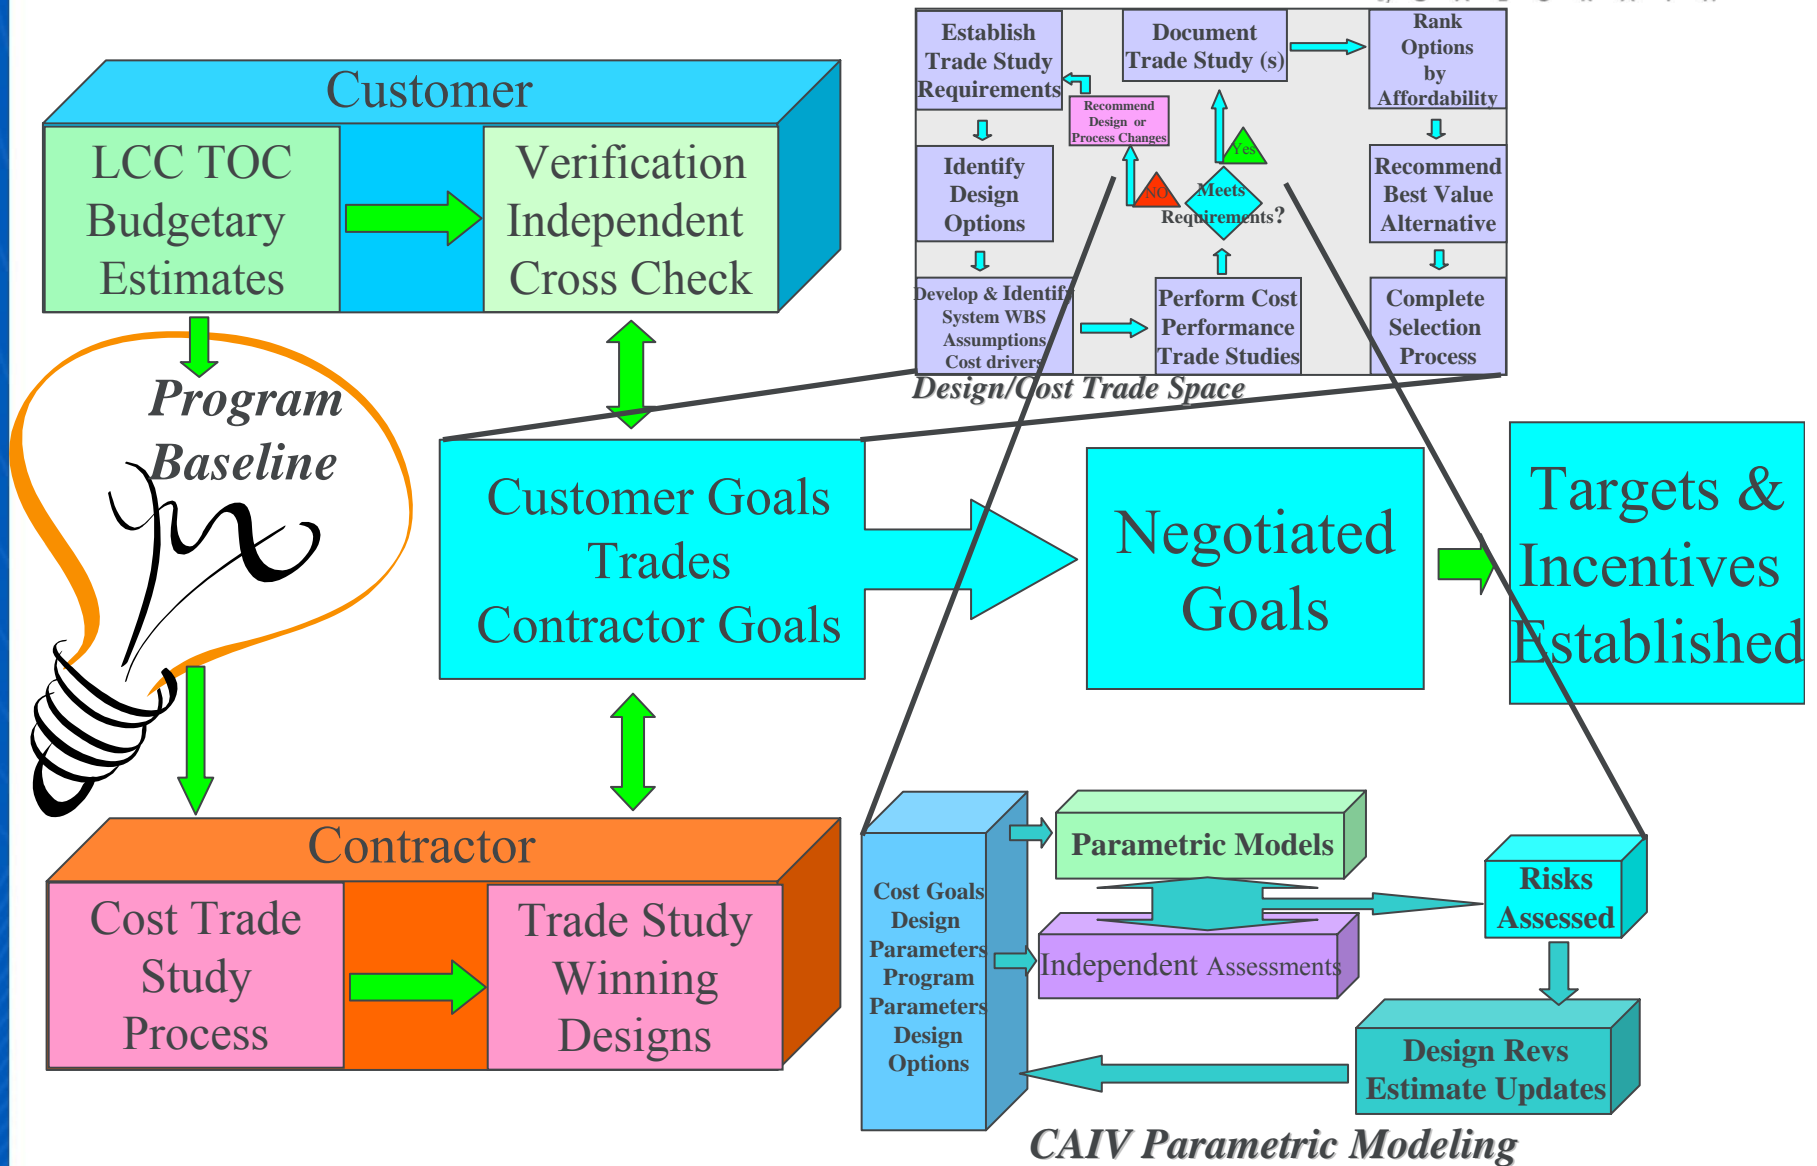 Customer
LCC TOC
Budgetary
Estimates
Verification
Independent
Cross Check
Establish
Trade Study
Requirements
Document
Trade Study (s)
Rank
Options
by
Affordability
Recommend
Design or
Process Changes
Identify
Design
Options
NO
Yes
Meets
Requirements?
Recommend
Best Value
Alternative
Develop & Identify
System WBS
Assumptions
Cost drivers
Perform Cost
Performance
Trade Studies
Complete
Selection
Process
Design/Cost Trade Space
Program
Baseline
Customer Goals
Trades
Contractor Goals
Negotiated
Goals
Targets &
Incentives
Established
Contractor
Cost Trade
Study
Process
Trade Study
Winning
Designs
Cost Goals
Design
Parameters
Program
Parameters
Design
Options
Parametric Models
Independent Assessments
Risks
Assessed
Design Revs
Estimate Updates
CAIV Parametric Modeling